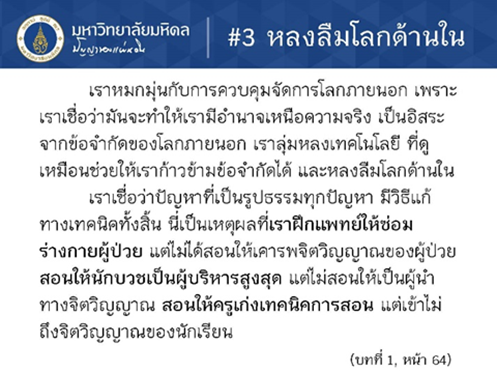 มหาวิทยาลัยมหิดล
ปัญญาของแผ่นดิน
#3 หลงลืมโลกด้านใน
เราหมกมุ่นกับการควบคุมจัดการโลกภายนอก เพราะ
เราเชื่อว่ามันจะทำให้เรามีอำนาจเหนือความจริง เป็นอิสระ
จากข้อจำกัดของโลกภายนอก เราลุ่มหลงเทคโนโลยี ที่ดู
เหมือนช่วยให้เราก้าวข้ามข้อจำกัดได้ และหลงลืมโลกด้านใน
เราเชื่อว่าปัญหาที่เป็นรูปธรรมทุกปัญหา มีวิธีแก้
ทางเทคนิคทั้งสิ้น นี่เป็นเหตุผลที่เราฝึกแพทย์ให้ซ่อม
ร่างกายผู้ป่วย แต่ไม่ได้สอนให้เคารพจิตวิญญาณของผู้ป่วย
สอนให้นักบวชเป็นผู้บริหารสูงสุด แต่ไม่สอนให้เป็นผู้นำ
ทางจิตวิญญาณ สอนให้ครูเก่งเทคนิคการสอน แต่เข้าไม่
ถึงจิตวิญญาณของนักเรียน
(บทที่ 1, หน้า 64)